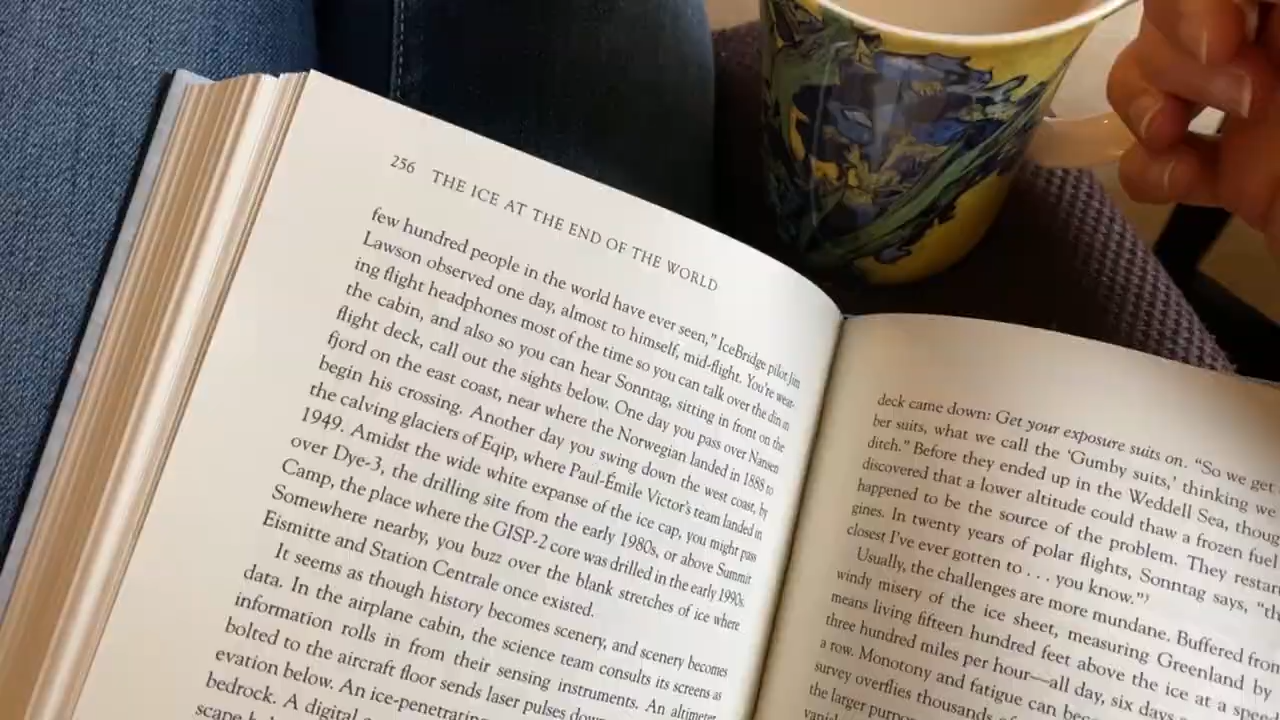 256 THE ICE AT THE END OF THE WORLD
few hundred people in the world have ever seen," IceBridge pilot Jim
Lawson observed one day, almost to himself, mid-flight. You're wear-
ing flight headphones most of the time so you can talk over the din in
the cabin, and also so you can hear Sonntag, sitting in front on the
flight deck, call out the sights below. One day you pass over Nansen
fjord on the east coast, near where the Norwegian landed in 1888 to
begin his crossing. Another day you swing down the west coast, by
the calving glaciers of Eqip, where Paul-Émile Victor's team landed in
1949. Amidst the wide white expanse of the ice cap, you might pass
over Dye-3, the drilling site from the early 1980s, or above Summit
Camp, the place where the GISP-2 core was drilled in the early 1990s.
Somewhere nearby, you buzz over the blank stretches of ice where
Eismitte and Station Centrale once existed.
It seems as though history becomes scenery, and scenery becomes
data. In the airplane cabin, the science team consults its screens as
information rolls in from their sensing instruments. An altimeter
bolted to the aircraft floor sends laser pulses down
evation below. An ice-penetrating
bedrock. A digital
scape
deck came down: Get your exposure suits on. "So we get
ber suits, what we call the 'Gumby suits,' thinking we
ditch." Before they ended up in the Weddell Sea, though
discovered that a lower altitude could thaw a frozen fuel
happened to be the source of the problem. They restar
gines. In twenty years of polar flights, Sonntag says, "th
closest I've ever gotten to . . . you know.")
Usually, the challenges are more mundane. Buffered from
windy misery of the ice sheet, measuring Greenland by
means living fifteen hundred feet above the ice at a speed
three hundred miles per hour—all day, six days
a row. Monotony and fatigue can bec
survey overflies thousands of
the larger purpo
vanish